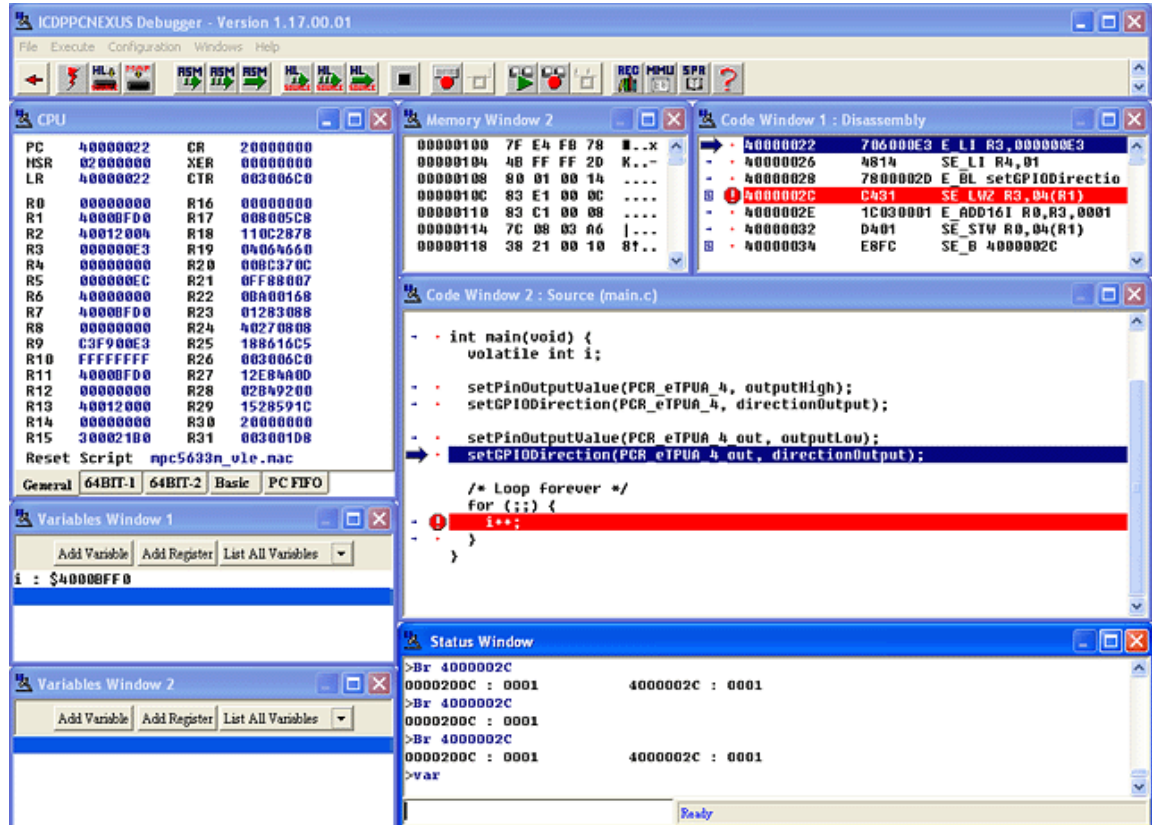 ICDPPCNEXUS Debugger - Version 1.17.00.01
File Execute Configuration Windows Help
CPU
PC 40000022 CR 20000000
MSR 02000000 XER 00000000
LR 40000022 CTR 003006C0
R0 00000000 R16 00000000
R1 40008FD0 R17 008005C8
R2 40012004 R18 110C2878
R3 000000E3 R19 04064660
R4 00000000 R20 008C370C
R5 000000EC R21 0FF88007
R6 40000000 R22 0BA00168
R7 40008FD0 R23 01283088
R8 00000000 R24 40270808
R9 C3F900E3 R25 188616C5
R10 FFFFFFFF R26 003006C0
R11 40008FD0 R27 12E84A0D
R12 00000000 R28 02B49200
R13 40012000 R29 1528591C
R14 00000000 R30 20000000
R15 300021B0 R31 003001D8
Reset Script mpc5633m_vle.mac
General 64BIT-1 64BIT-2 Basic PC FIFO
Memory Window 2
00000100 7F E4 FB 78 ■..x
00000104 4B FF FF 2D K..-
00000108 80 01 00 14 ....
0000010C 83 E1 00 0C ....
00000110 83 C1 00 08 ....
00000114 7C 08 03 A6 |...
00000118 38 21 00 10 8!..
Code Window 1 : Disassembly
40000022 706000E3 E_LI R3,000000E3
40000026 4814 SE_LI R4,01
40000028 7800002D E_BL setGPIODirectio
4000002C C431 SE_LWZ R3,04(R1)
4000002E 1C030001 E_ADD16I R0,R3,0001
40000032 D401 SE_STW R0,04(R1)
40000034 E8FC SE_B 4000002C
Code Window 2 : Source (main.c)
int main(void) {
volatile int i;
setPinOutputValue(PCR_eTPUA_4, outputHigh);
setGPIODirection(PCR_eTPUA_4, directionOutput);
setPinOutputValue(PCR_eTPUA_4_out, outputLow);
setGPIODirection(PCR_eTPUA_4_out, directionOutput);
/* Loop forever */
for (;;) {
i++;
}
}
Variables Window 1
Add Variable Add Register List All Variables
i : $40008FF0
Variables Window 2
Add Variable Add Register List All Variables
Status Window
>Br 4000002C
0000200C : 0001 4000002C : 0001
>Br 4000002C
0000200C : 0001
>Br 4000002C
0000200C : 0001 4000002C : 0001
>var
Ready